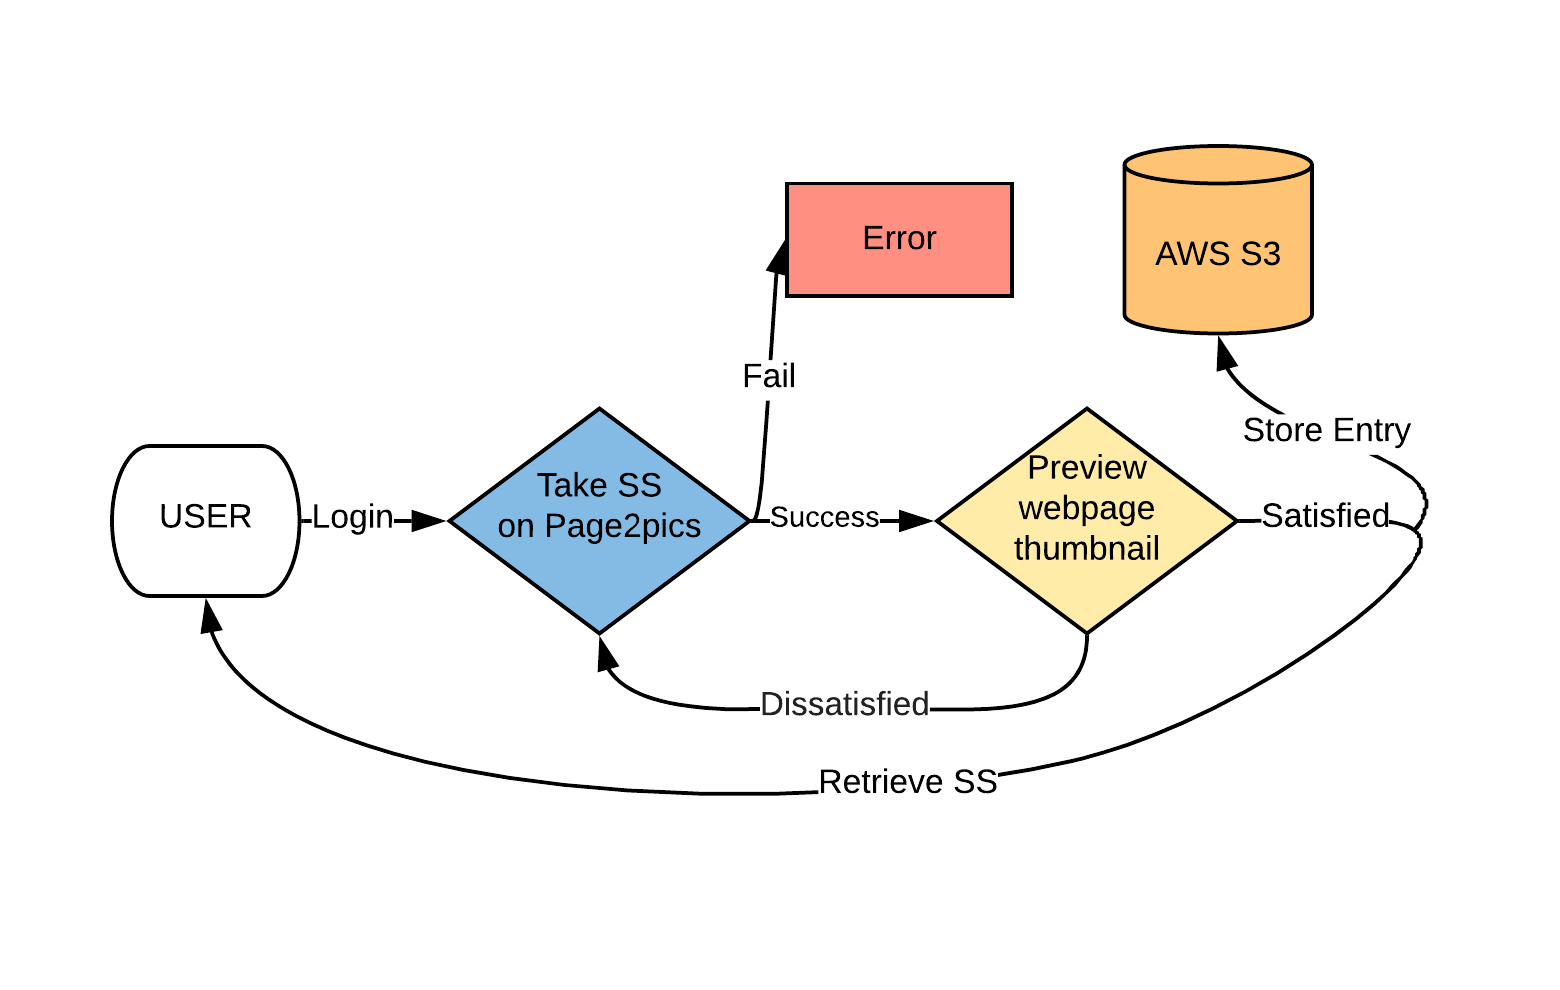 Error
AWS S3
Fail
Store Entry
USER
Login
Take SS
on Page2pics
Success
Preview
webpage
thumbnail
Satisfied
Dissatisfied
Retrieve SS